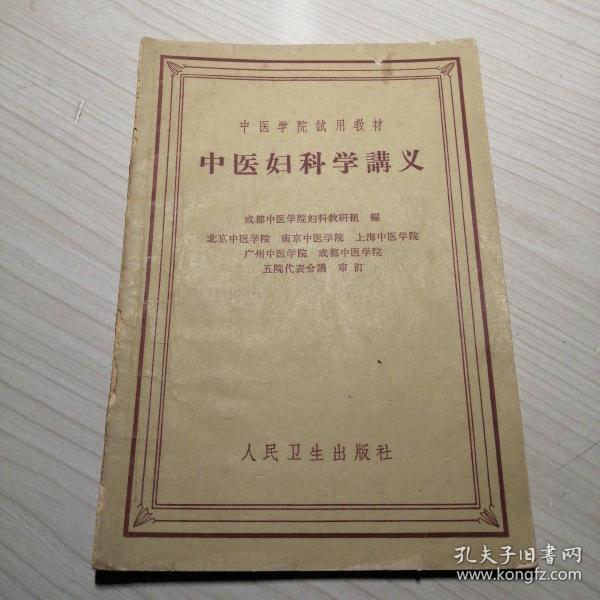 中医学院試用教材
中医妇科学講义
成都中医学院妇科教研組 編
北京中医学院 南京中医学院 上海中医学院
广州中医学院 成都中医学院
五院代表会議 审訂
人民卫生出版社
孔夫子旧書网
www.kongfz.com